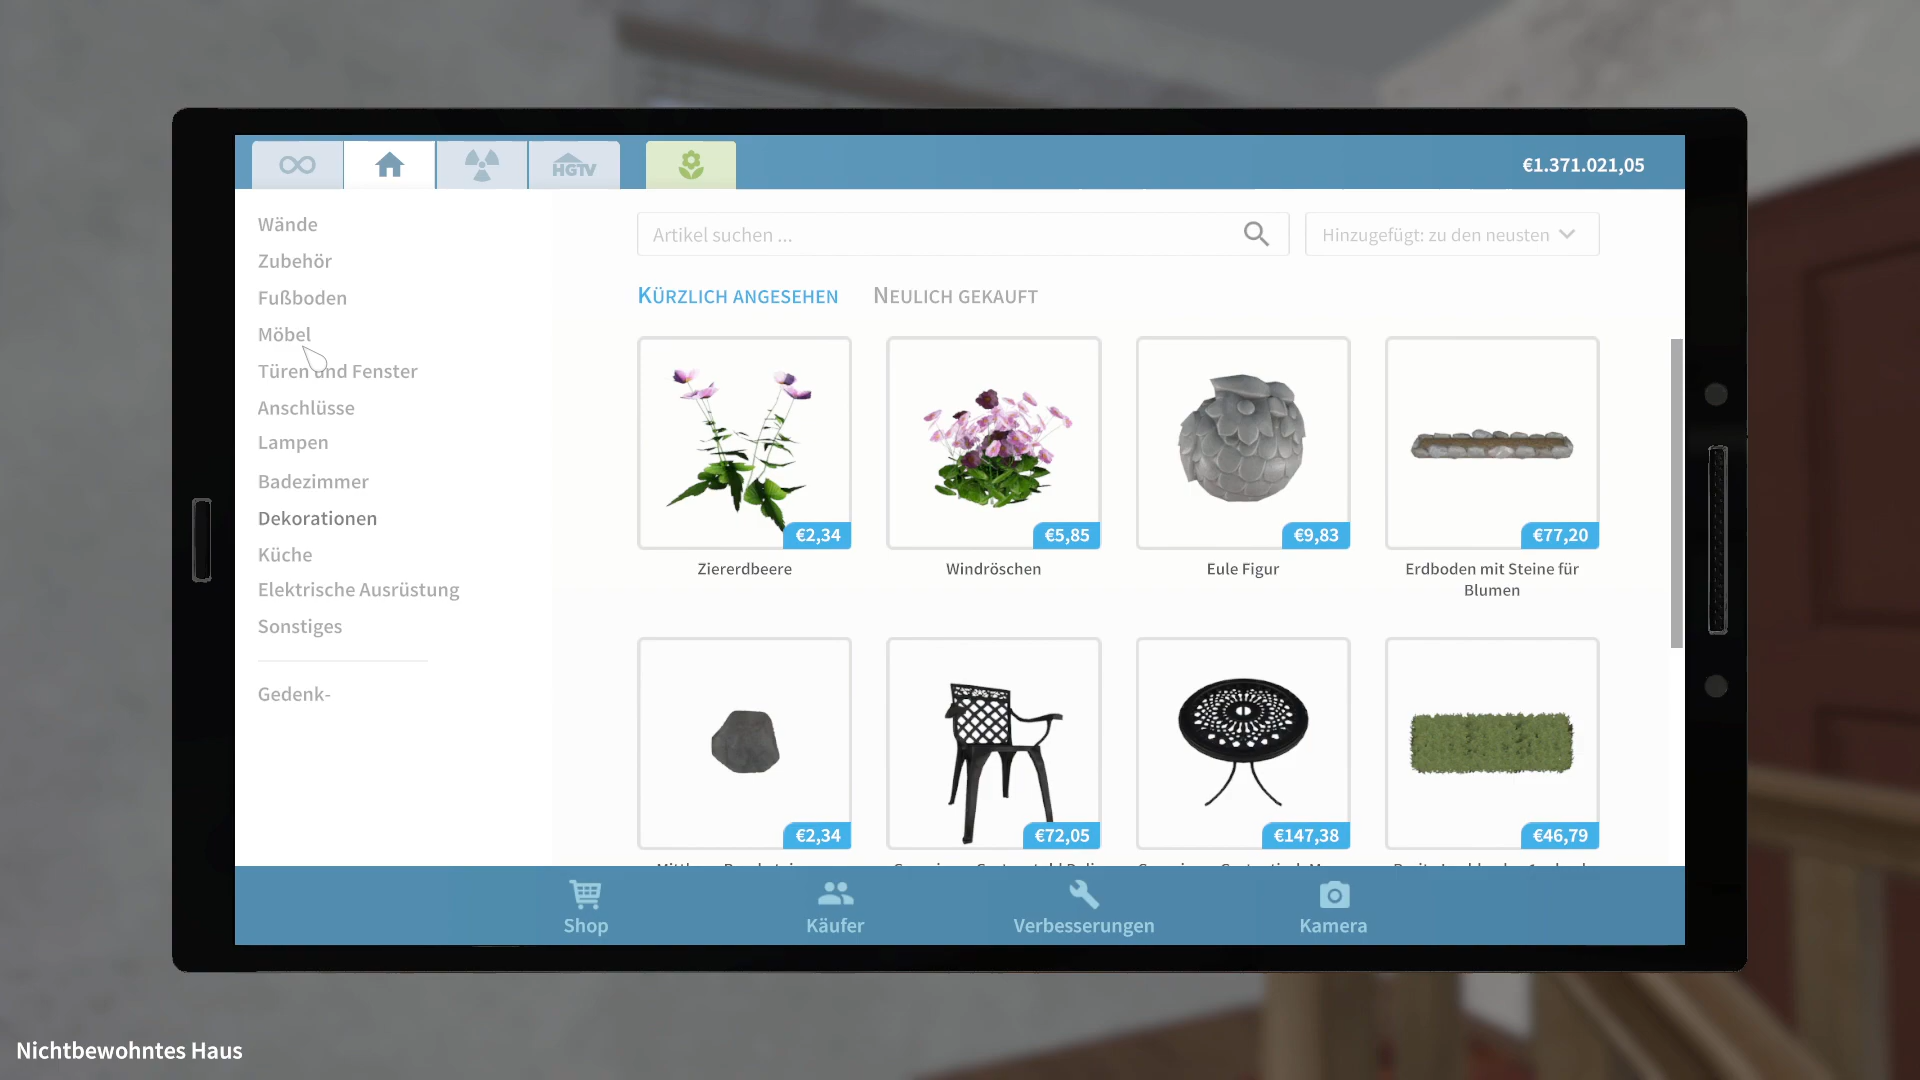 HGTV
€1.371.021,05
Wände
Zubehör
Fußboden
Möbel
Türen und Fenster
Anschlüsse
Lampen
Badezimmer
Dekorationen
Küche
Elektrische Ausrüstung
Sonstiges
Gedenk-
Artikel suchen ...
Hinzugefügt: zu den neusten
KÜRZLICH ANGESEHEN
NEULICH GEKAUFT
€2,34
€5,85
€9,83
€77,20
Ziererdbeere
Windröschen
Eule Figur
Erdboden mit Steine für
Blumen
€2,34
€72,05
€147,38
€46,79
Shop
Käufer
Verbesserungen
Kamera
Nichtbewohntes Haus